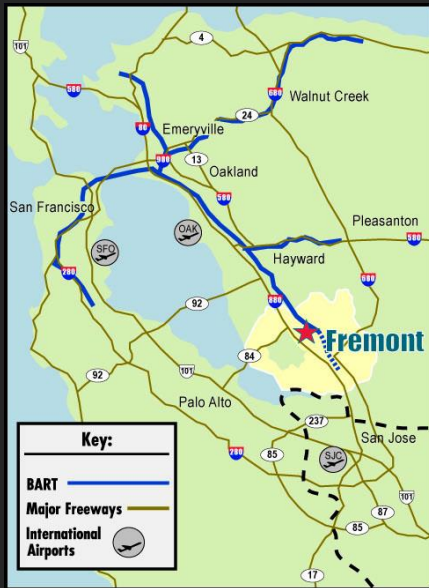 101
4
580
80
680
Walnut Creek
Emeryville
24
980
13
Oakland
580
San Francisco
Pleasanton
OAK
580
SFO
Hayward
280
680
880
92
Fremont
84
92
101
Palo Alto
237
San Jose
Key:
280
85
SJC
BART
101
Major Freeways
87
International
Airports
85
17